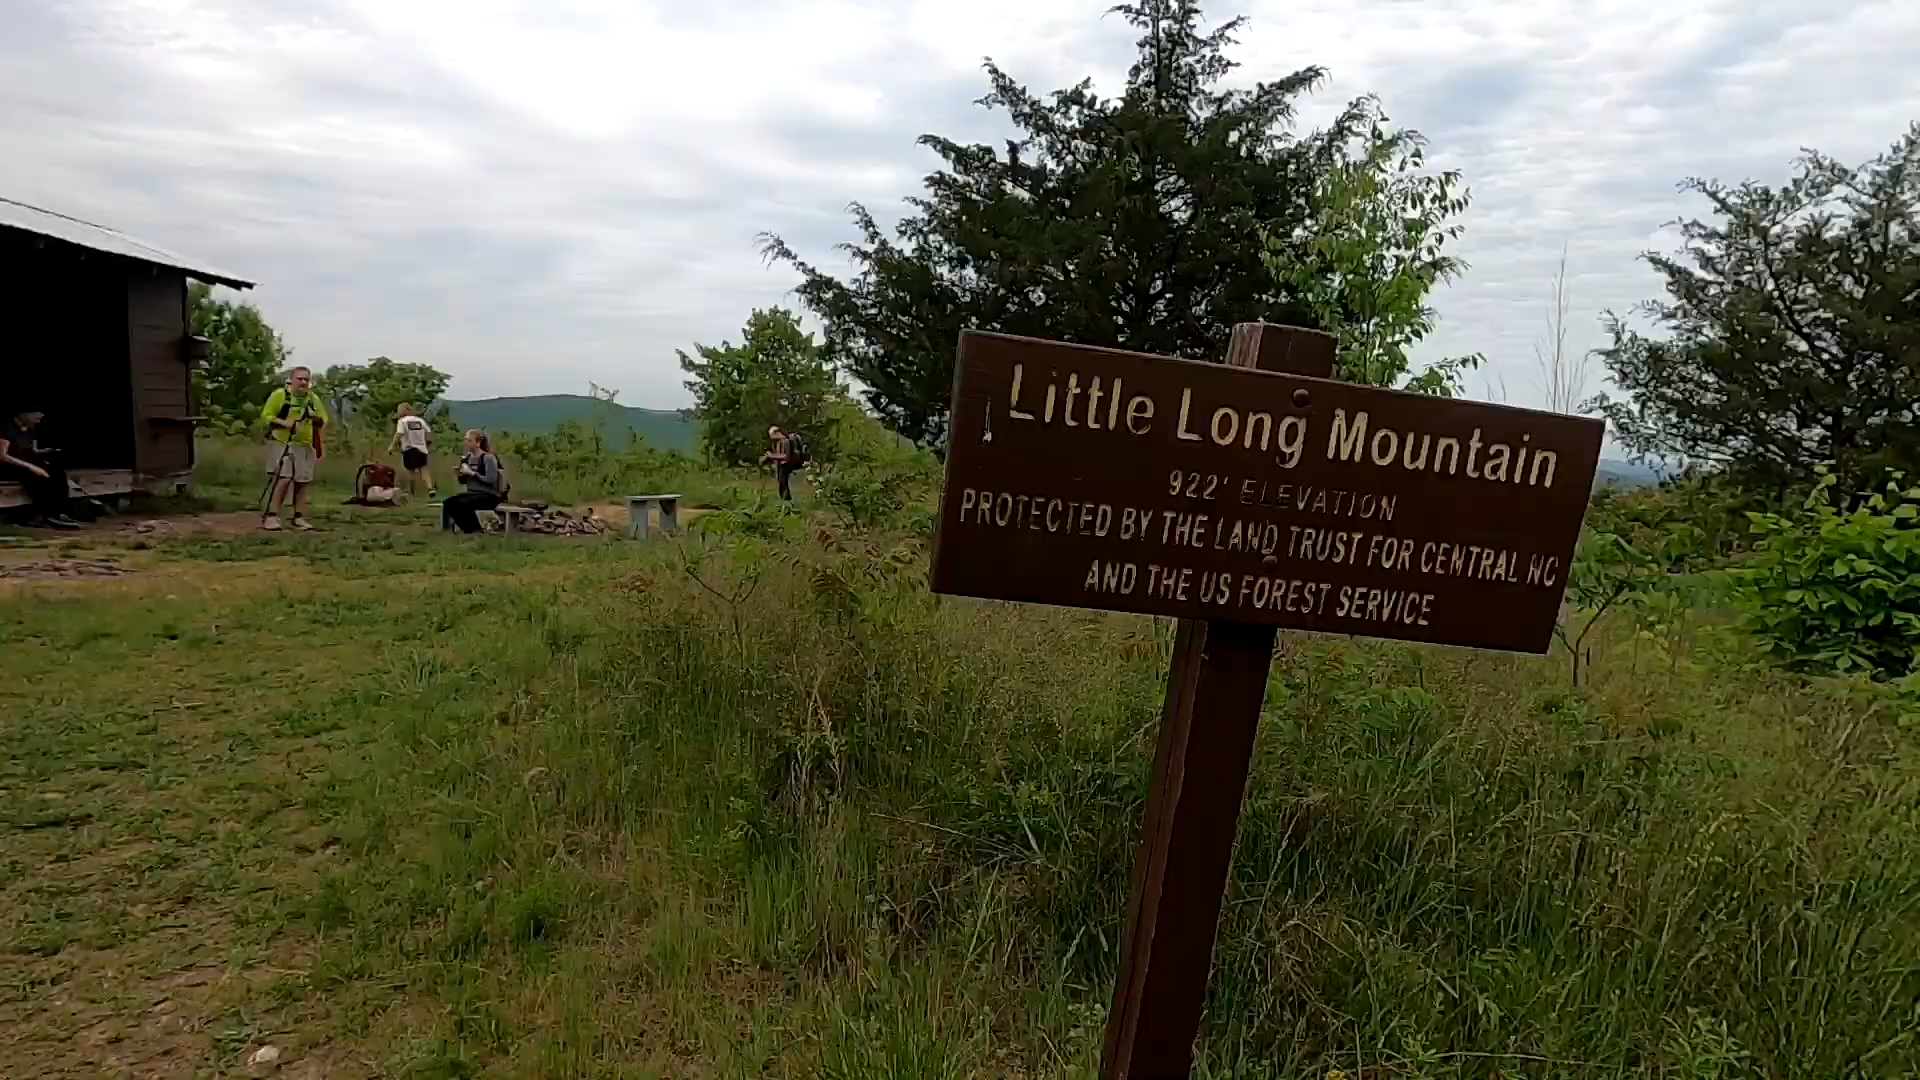 Little Long Mountain
922' ELEVATION
PROTECTED BY THE LAND TRUST FOR CENTRAL NC
AND THE US FOREST SERVICE